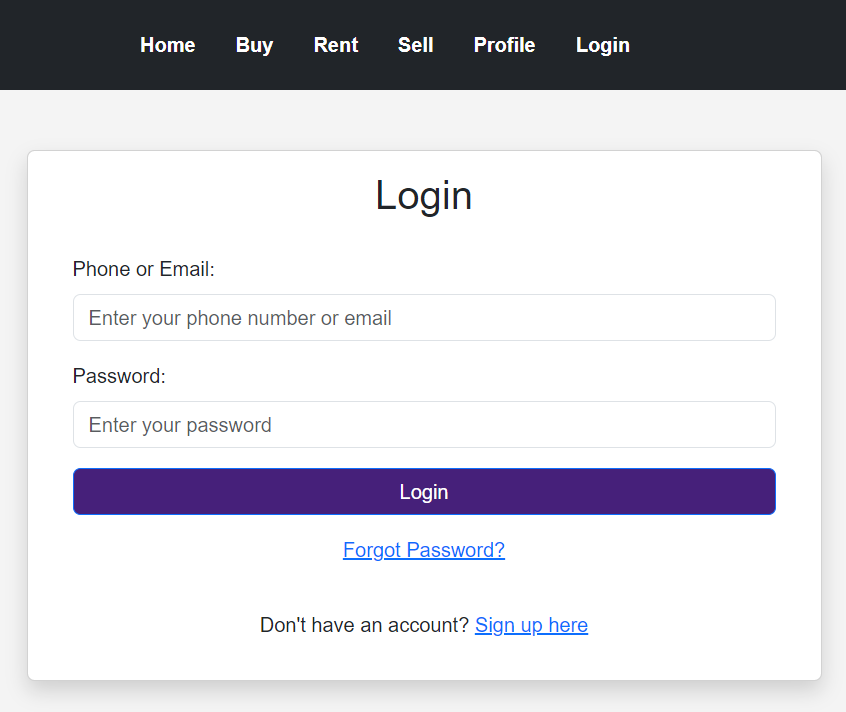 Home Buy Rent Sell Profile Login
Login
Phone or Email:
Enter your phone number or email
Password:
Enter your password
Login
Forgot Password?
Don't have an account? Sign up here